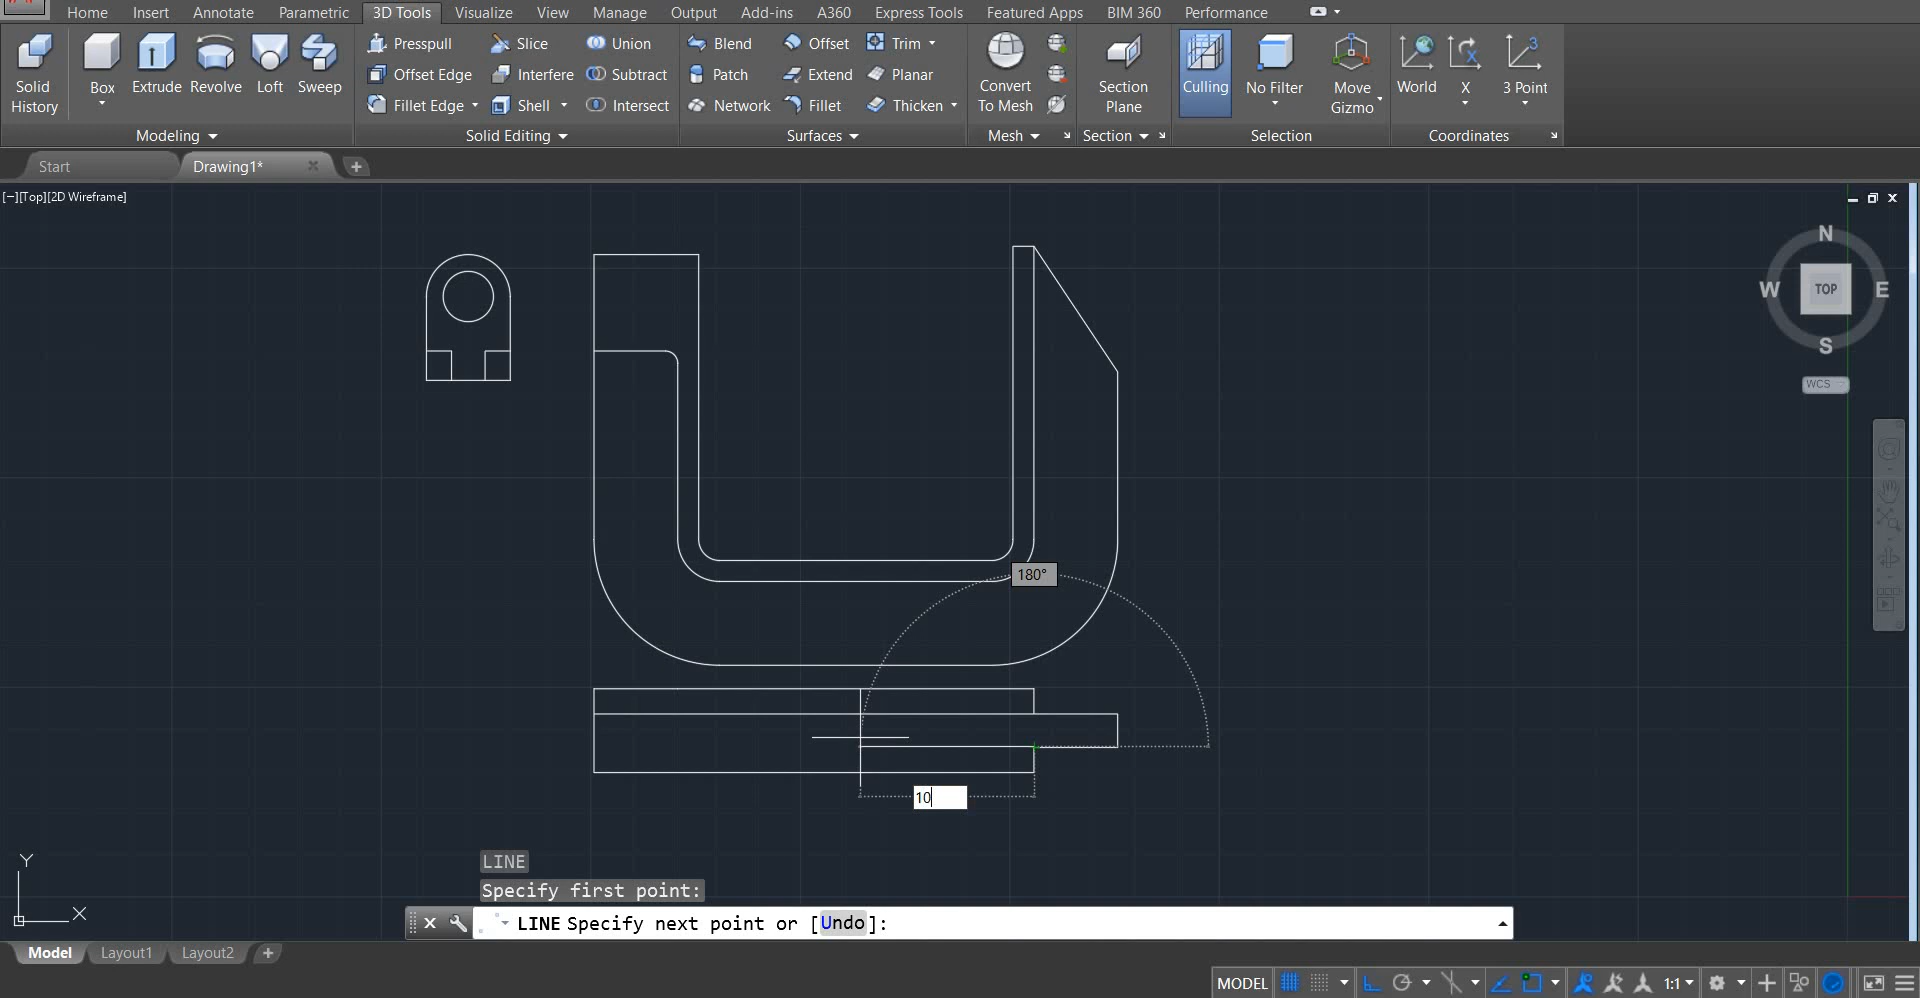 Home Insert Annotate Parametric 3D Tools Visualize View Manage Output Add-ins A360 Express Tools Featured Apps BIM 360 Performance
Presspull Slice Union Blend Offset Trim
Offset Edge Interfere Subtract Patch Extend Planar
Solid History Box Extrude Revolve Loft Sweep Fillet Edge Shell Intersect Network Fillet Thicken Convert To Mesh Section Plane Culling No Filter Move Gizmo World X 3 Point
Modeling Solid Editing Surfaces Mesh Section Selection Coordinates
Start Drawing1*
[−][Top][2D Wireframe]
N
W TOP E
S
WCS
180°
10
Y
X
LINE
Specify first point:
LINE Specify next point or [Undo]:
Model Layout1 Layout2
MODEL 1:1